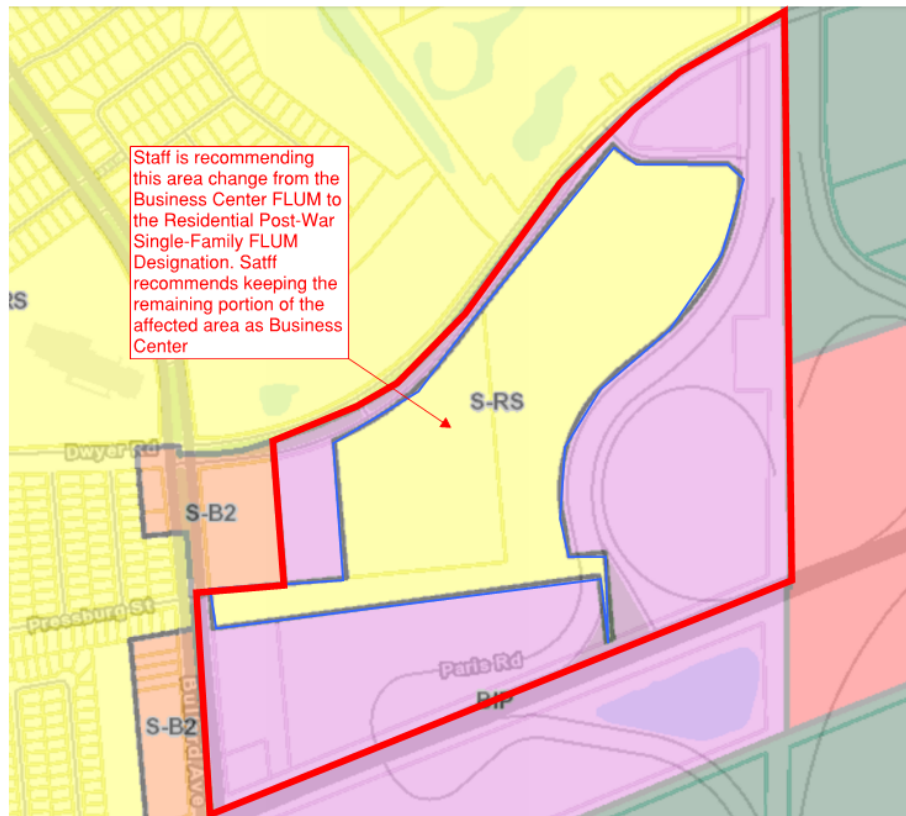 Staff is recommending
this area change from the
Business Center FLUM to
the Residential Post-War
Single-Family FLUM
Designation. Satff
recommends keeping the
remaining portion of the
affected area as Business
Center
RS
S-RS
Dwyer Rd
S-B2
Pressburg St
Paris Rd
BIP
S-B2
Bullard Ave